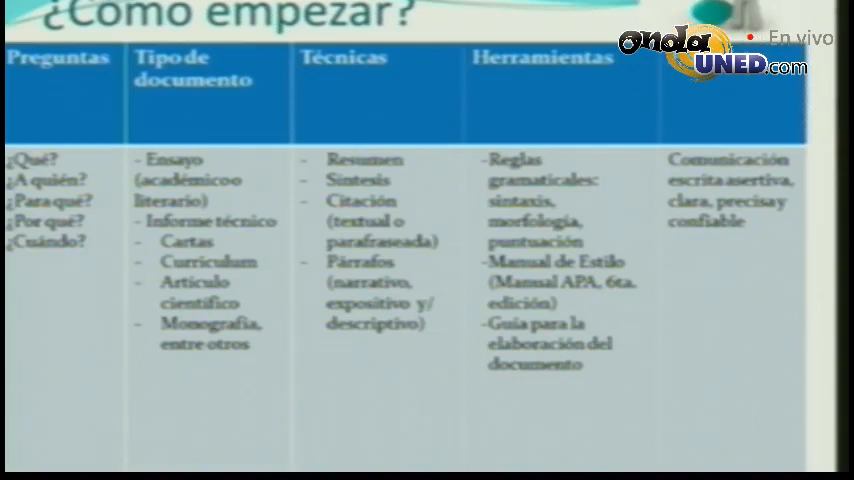 ¿Cómo empezar?
onda
UNED.com
• En vivo
Preguntas
Tipo de
documento
Técnicas
Herramientas
¿Qué?
¿A quién?
¿Para qué?
¿Por qué?
¿Cuándo?
- Ensayo
(académico o
literario)
- Informe técnico
- Cartas
- Curriculum
- Artículo
científico
- Monografía,
entre otros
- Resumen
- Síntesis
- Citación
(textual o
parafraseada)
- Párrafos
(narrativo,
expositivo y/
descriptivo)
-Reglas
gramaticales:
sintaxis,
morfología,
puntuación
-Manual de Estilo
(Manual APA, 6ta.
edición)
-Guía para la
elaboración del
documento
Comunicación
escrita asertiva,
clara, precisa y
confiable